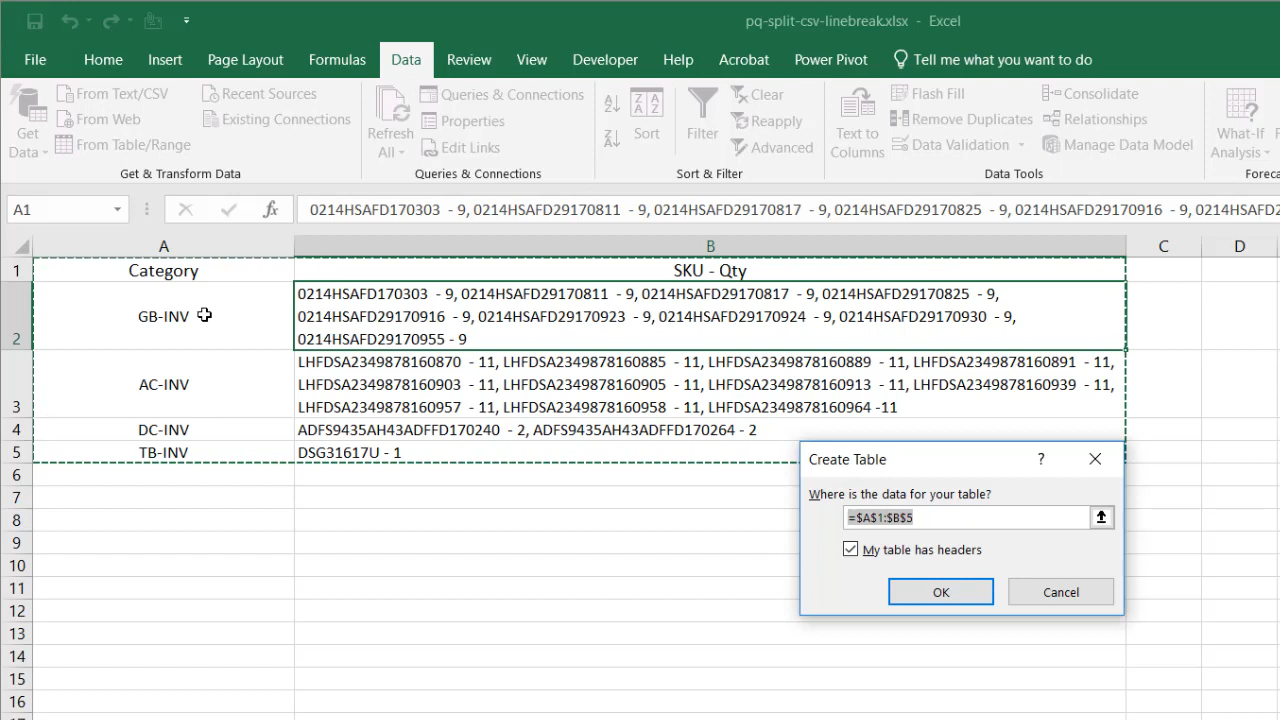 pq-split-csv-linebreak.xlsx - Excel
File Home Insert Page Layout Formulas Data Review View Developer Help Acrobat Power Pivot Tell me what you want to do
Get Data
From Text/CSV
From Web
From Table/Range
Recent Sources
Existing Connections
Get & Transform Data
Refresh All
Queries & Connections
Properties
Edit Links
Queries & Connections
Sort
Filter
Clear
Reapply
Advanced
Sort & Filter
Text to Columns
Flash Fill
Remove Duplicates
Data Validation
Consolidate
Relationships
Manage Data Model
Data Tools
What-If Analysis
Foreca
A1
fx
0214HSAFD170303 - 9, 0214HSAFD29170811 - 9, 0214HSAFD29170817 - 9, 0214HSAFD29170825 - 9, 0214HSAFD29170916 - 9, 0214HSAFD2
A B C D
1 Category SKU - Qty
2 GB-INV
0214HSAFD170303 - 9, 0214HSAFD29170811 - 9, 0214HSAFD29170817 - 9, 0214HSAFD29170825 - 9,
0214HSAFD29170916 - 9, 0214HSAFD29170923 - 9, 0214HSAFD29170924 - 9, 0214HSAFD29170930 - 9,
0214HSAFD29170955 - 9
3 AC-INV
LHFDSA2349878160870 - 11, LHFDSA2349878160885 - 11, LHFDSA2349878160889 - 11, LHFDSA2349878160891 - 11,
LHFDSA2349878160903 - 11, LHFDSA2349878160905 - 11, LHFDSA2349878160913 - 11, LHFDSA2349878160939 - 11,
LHFDSA2349878160957 - 11, LHFDSA2349878160958 - 11, LHFDSA2349878160964 -11
4 DC-INV ADFS9435AH43ADFFD170240 - 2, ADFS9435AH43ADFFD170264 - 2
5 TB-INV DSG31617U - 1
6
7
8
9
10
11
12
13
14
15
16
Create Table ?
Where is the data for your table?
=$A$1:$B$5
My table has headers
OK Cancel